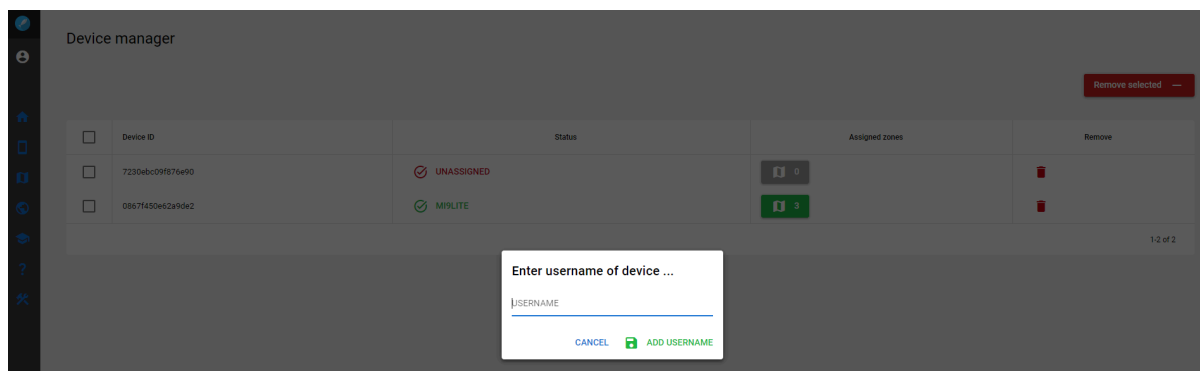 Device manager
Remove selected
Device ID Status Assigned zones Remove
7230ebc09f876e90 UNASSIGNED 0
0867f450e62a9de2 MI9LITE 3
1-2 of 2
Enter username of device ...
USERNAME
CANCEL ADD USERNAME